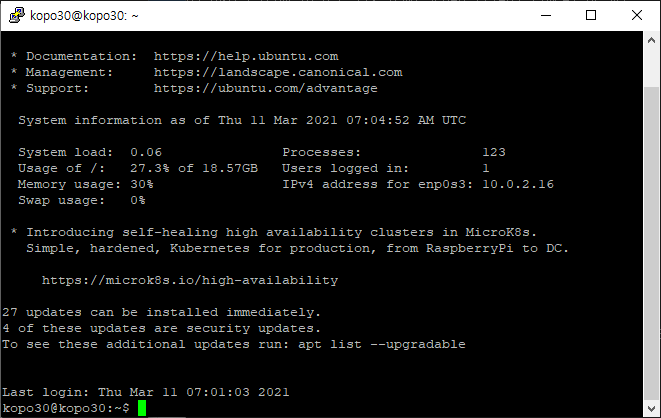 kopo30@kopo30: ~
* Documentation:  https://help.ubuntu.com
* Management:     https://landscape.canonical.com
* Support:        https://ubuntu.com/advantage
System information as of Thu 11 Mar 2021 07:04:52 AM UTC
System load:  0.06               Processes:               123
Usage of /:   27.3% of 18.57GB   Users logged in:         1
Memory usage: 30%                IPv4 address for enp0s3: 10.0.2.16
Swap usage:   0%
* Introducing self-healing high availability clusters in MicroK8s.
Simple, hardened, Kubernetes for production, from RaspberryPi to DC.
https://microk8s.io/high-availability
27 updates can be installed immediately.
4 of these updates are security updates.
To see these additional updates run: apt list --upgradable
Last login: Thu Mar 11 07:01:03 2021
kopo30@kopo30:~$